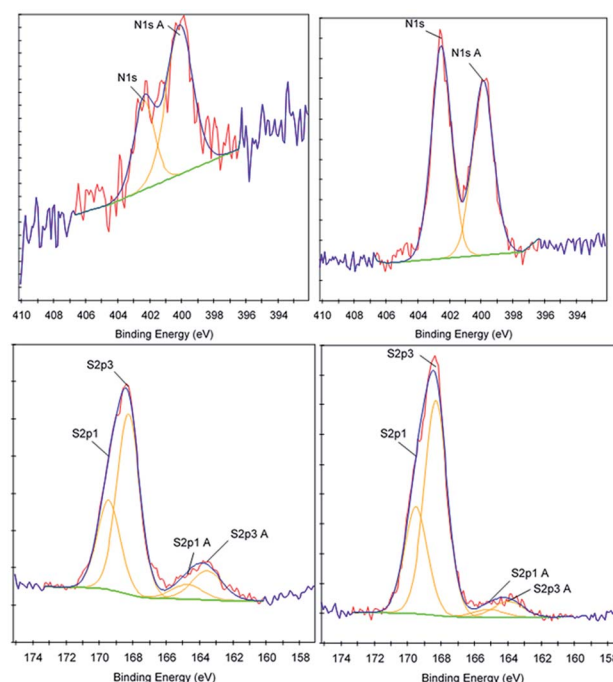 N1s A
N1s
410 408 406 404 402 400 398 396 394
Binding Energy (eV)
N1s
N1s A
410 408 406 404 402 400 398 396 394
Binding Energy (eV)
S2p3
S2p1
S2p1 A
S2p3 A
174 172 170 168 166 164 162 160 158
Binding Energy (eV)
S2p3
S2p1
S2p1 A
S2p3 A
174 172 170 168 166 164 162 160 158
Binding Energy (eV)